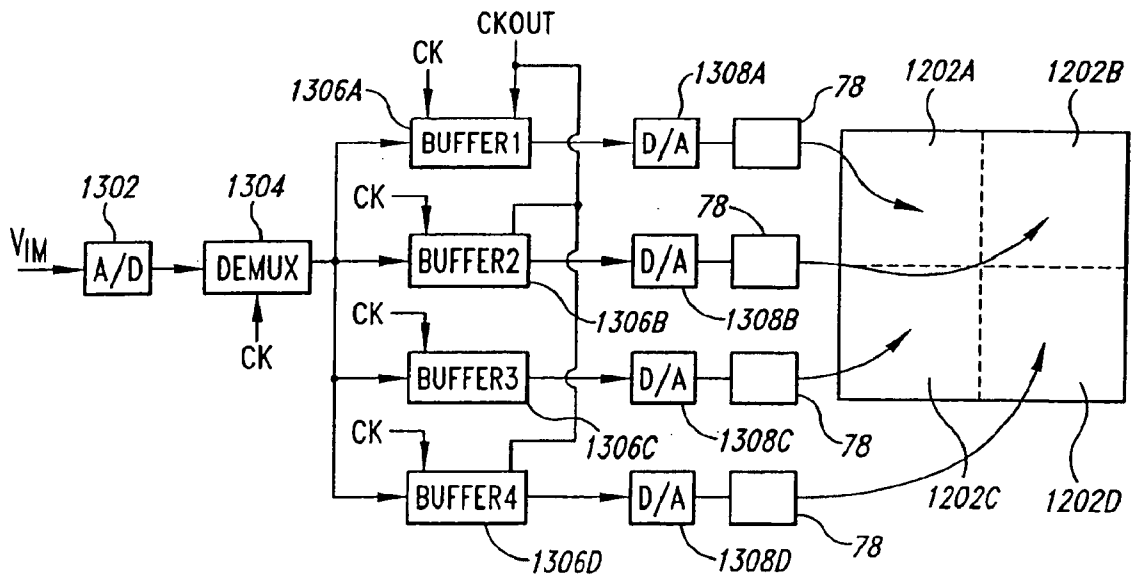 CKOUT
CK
1306A
1308A
78
1202A
1202B
BUFFER1
D/A
1302
1304
CK
78
V_IM
A/D
DEMUX
BUFFER2
D/A
CK
1306B
1308B
CK
BUFFER3
D/A
1306C
1308C
78
CK
BUFFER4
D/A
1202C
1202D
1306D
1308D
78